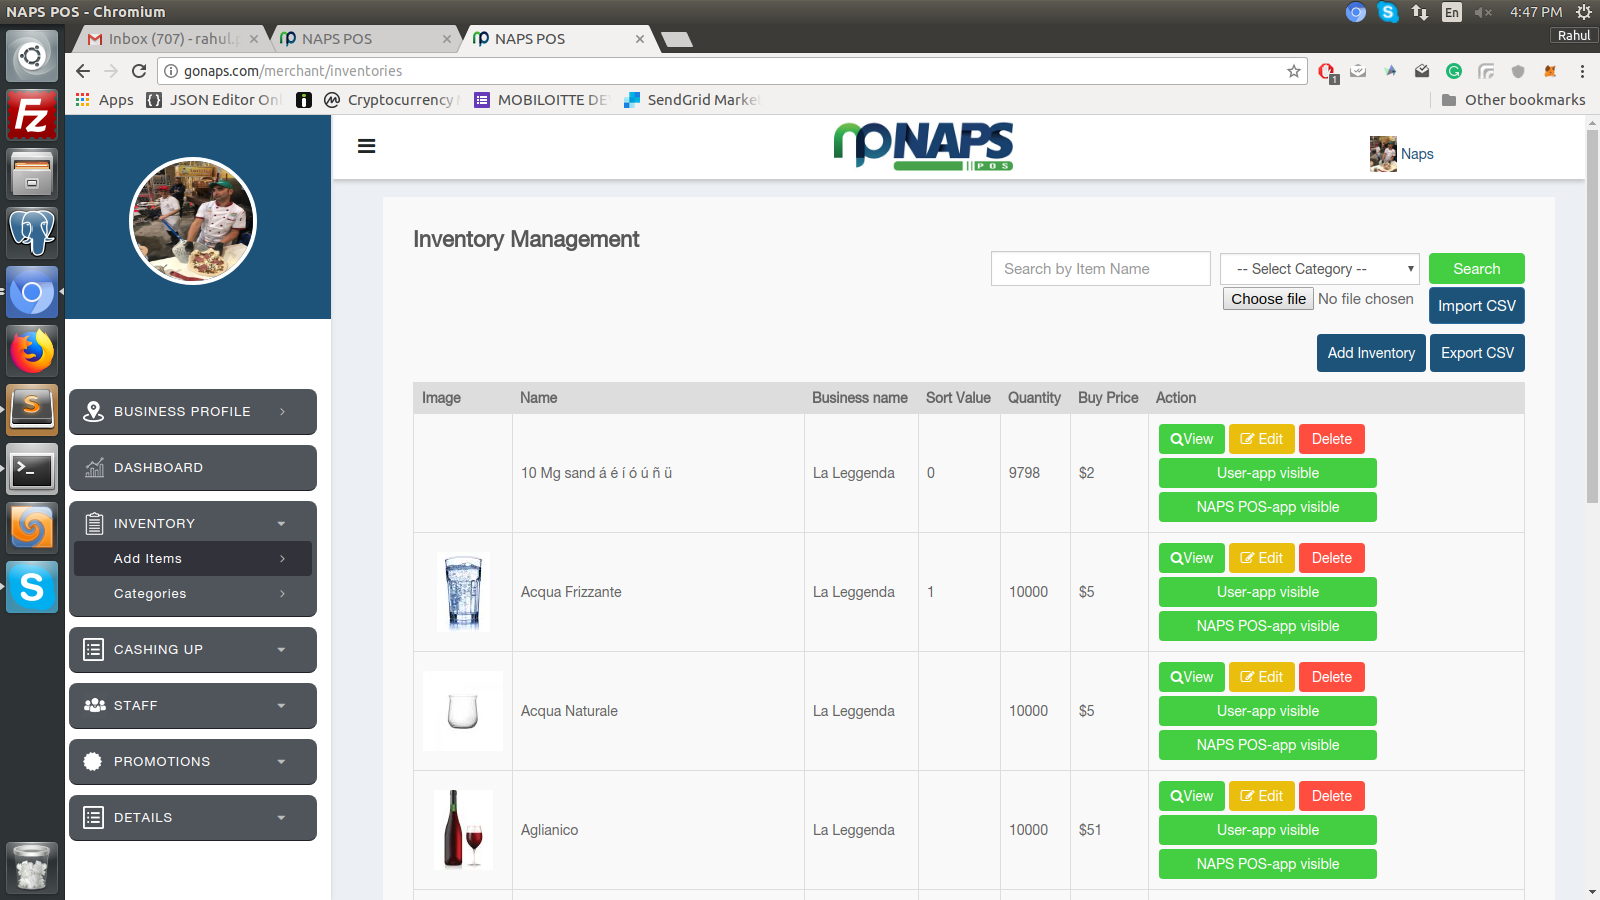 NAPS POS - Chromium
En
4:47 PM
Inbox (707) - rahul.
NAPS POS
NAPS POS
Rahul
gonaps.com/merchant/inventories
1
Apps
JSON Editor Onl
Cryptocurrency
MOBILOITTE DE
SendGrid Marke
Other bookmarks
NAPS
POS
Naps
BUSINESS PROFILE
DASHBOARD
INVENTORY
Add Items
Categories
CASHING UP
STAFF
PROMOTIONS
DETAILS
Inventory Management
Search by Item Name
-- Select Category --
Search
Choose file No file chosen
Import CSV
Add Inventory
Export CSV
Image Name Business name Sort Value Quantity Buy Price Action
10 Mg sand á é í ó ú ñ ü La Leggenda 0 9798 $2
View Edit Delete
User-app visible
NAPS POS-app visible
Acqua Frizzante La Leggenda 1 10000 $5
View Edit Delete
User-app visible
NAPS POS-app visible
Acqua Naturale La Leggenda 10000 $5
View Edit Delete
User-app visible
NAPS POS-app visible
Aglianico La Leggenda 10000 $51
View Edit Delete
User-app visible
NAPS POS-app visible